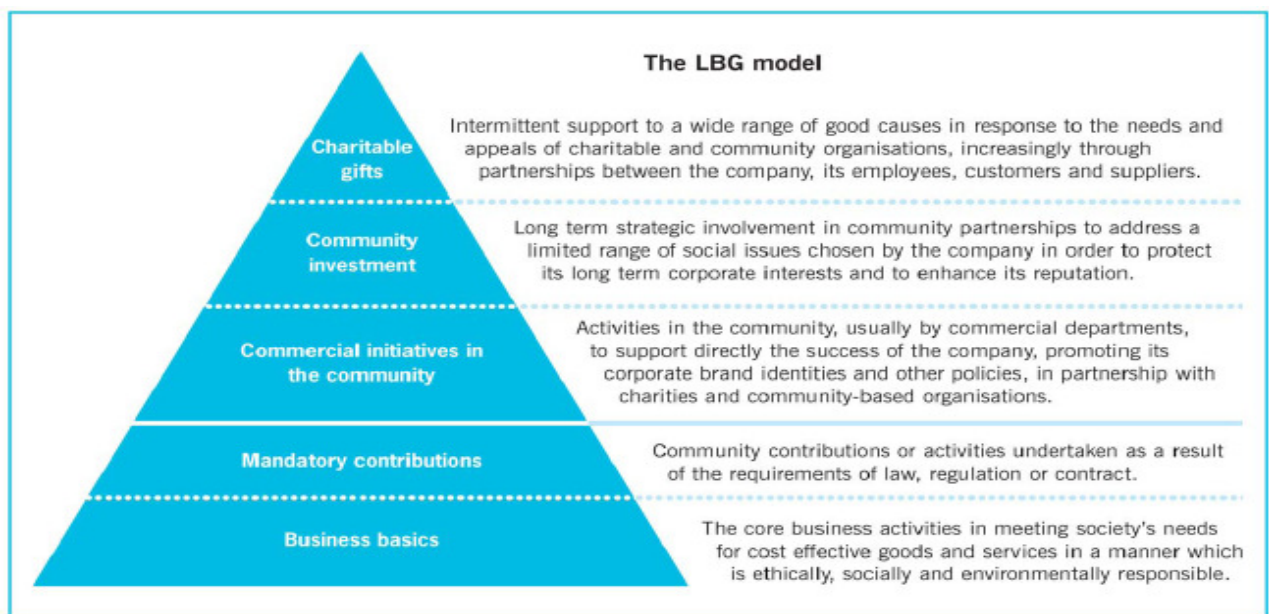 The LBG model
Charitable
gifts
Intermittent support to a wide range of good causes in response to the needs and
appeals of charitable and community organisations, increasingly through
partnerships between the company, its employees, customers and suppliers.
Community
investment
Long term strategic involvement in community partnerships to address a
limited range of social issues chosen by the company in order to protect
its long term corporate interests and to enhance its reputation.
Commercial initiatives in
the community
Activities in the community, usually by commercial departments,
to support directly the success of the company, promoting its
corporate brand identities and other policies, in partnership with
charities and community-based organisations.
Mandatory contributions
Community contributions or activities undertaken as a result
of the requirements of law, regulation or contract.
Business basics
The core business activities in meeting society's needs
for cost effective goods and services in a manner which
is ethically, socially and environmentally responsible.